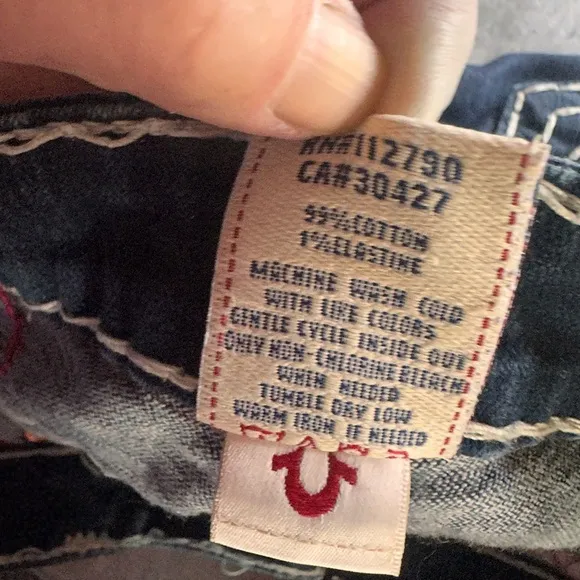 RN#112790
CA#30427
99%COTTON
1%ELASTINE
MACHINE WASH COLD
WITH LIKE COLORS
GENTLE CYCLE INSIDE OUT
ONLY NON-CHLORINE BLEACH
WHEN NEEDED
TUMBLE DRY LOW
WARM IRON IF NEEDED